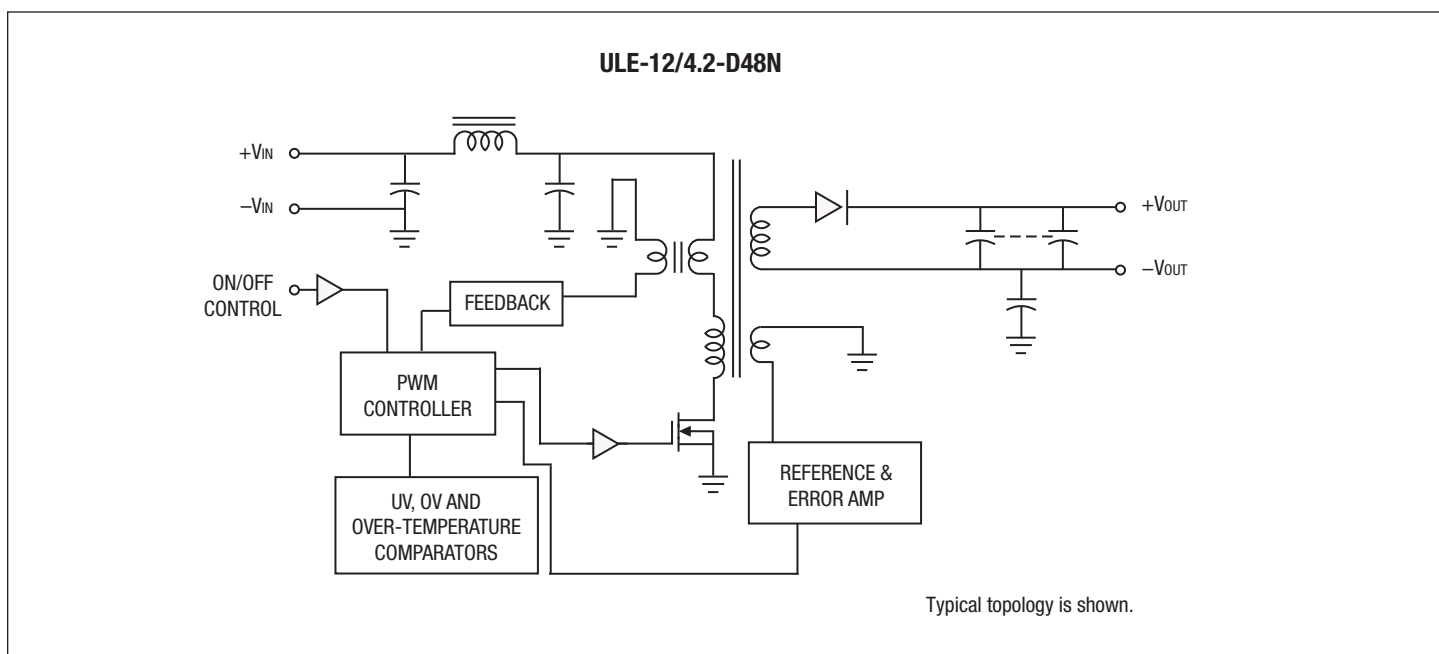 ULE-12/4.2-D48N
+VIN
–VIN
ON/OFF
CONTROL
FEEDBACK
PWM
CONTROLLER
UV, OV AND
OVER-TEMPERATURE
COMPARATORS
REFERENCE &
ERROR AMP
+VOUT
–VOUT
Typical topology is shown.